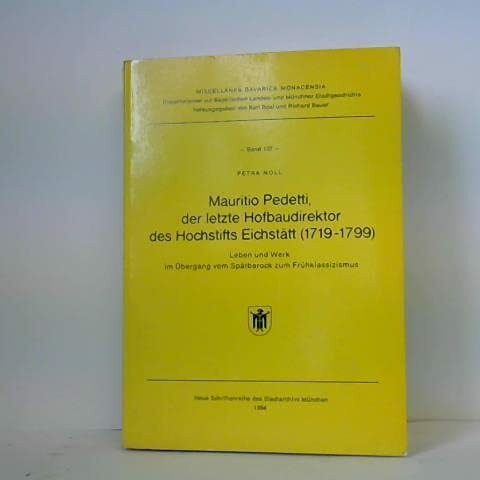 MISCELLANEA BAVARICA MONACENSIA
Dissertationen zur Bayerischen Landes- und Münchner Stadtgeschichte
herausgegeben von Karl Bosl und Richard Bauer
- Band
PETRA NOLL
Mauritio Pedetti,
der letzte Hofbaudirektor
des Hochstifts Eichstätt (1719-1799)
Leben und Werk
im Übergang vom Spätbarock zum Frühklassizismus
Neue Schriftenreihe des Stadtarchivs München